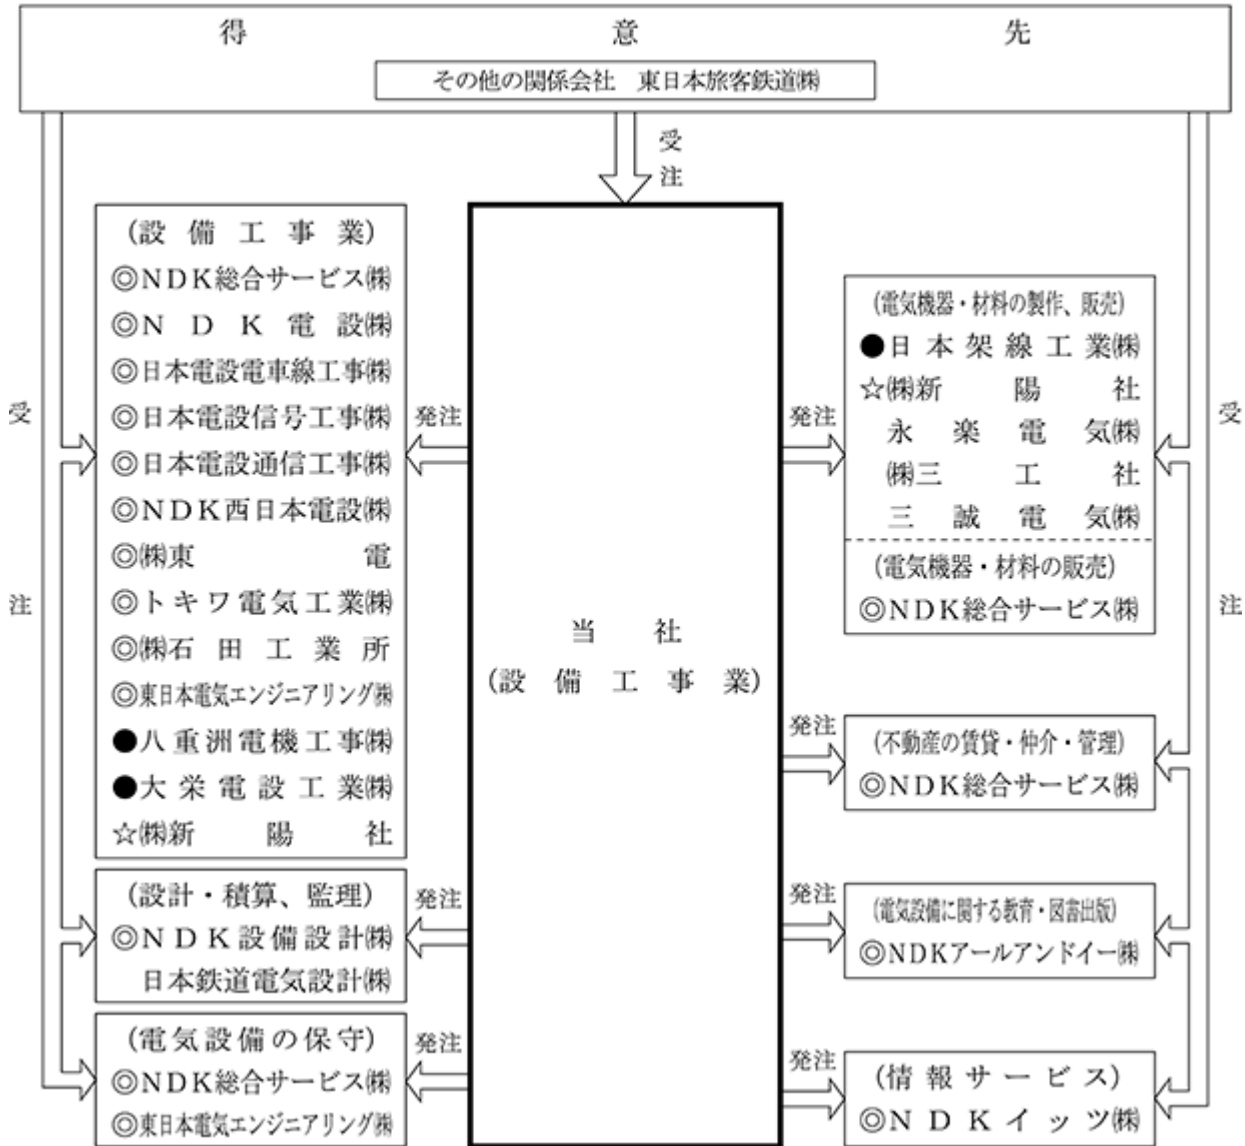 得意先
その他の関係会社　東日本旅客鉄道㈱
受注
(設備工事業)
◎NDK総合サービス㈱
◎NDK電設㈱
◎日本電設電車線工事㈱
◎日本電設信号工事㈱
◎日本電設通信工事㈱
◎NDK西日本電設㈱
◎㈱東電
◎トキワ電気工業㈱
◎㈱石田工業所
◎東日本電気エンジニアリング㈱
●八重洲電機工事㈱
●大栄電設工業㈱
☆㈱新陽社
受注
発注
(設計・積算、監理)
◎NDK設備設計㈱
日本鉄道電気設計㈱
発注
(電気設備の保守)
◎NDK総合サービス㈱
◎東日本電気エンジニアリング㈱
発注
当社
(設備工事業)
発注
(電気機器・材料の製作、販売)
●日本架線工業㈱
☆㈱新陽社
永楽電気㈱
㈱三工社
三誠電気㈱
(電気機器・材料の販売)
◎NDK総合サービス㈱
受注
発注
(不動産の賃貸・仲介・管理)
◎NDK総合サービス㈱
発注
(電気設備に関する教育・図書出版)
◎NDKアールアンドイー㈱
発注
(情報サービス)
◎NDKイッツ㈱